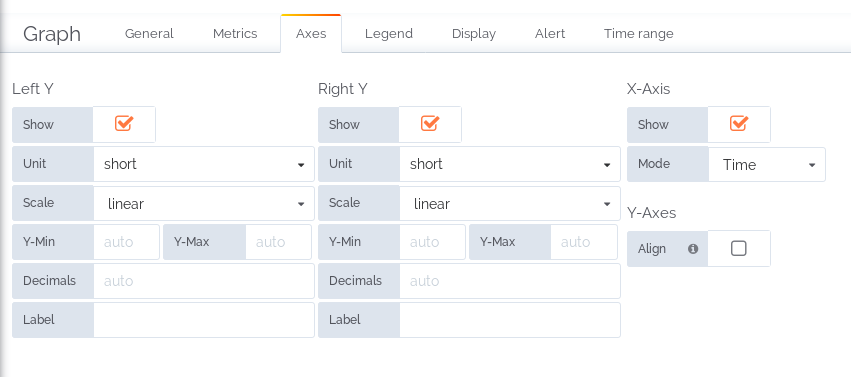 Graph General Metrics Axes Legend Display Alert Time range
Left Y
Show
Unit short
Scale linear
Y-Min auto Y-Max auto
Decimals auto
Label
Right Y
Show
Unit short
Scale linear
Y-Min auto Y-Max auto
Decimals auto
Label
X-Axis
Show
Mode Time
Y-Axes
Align